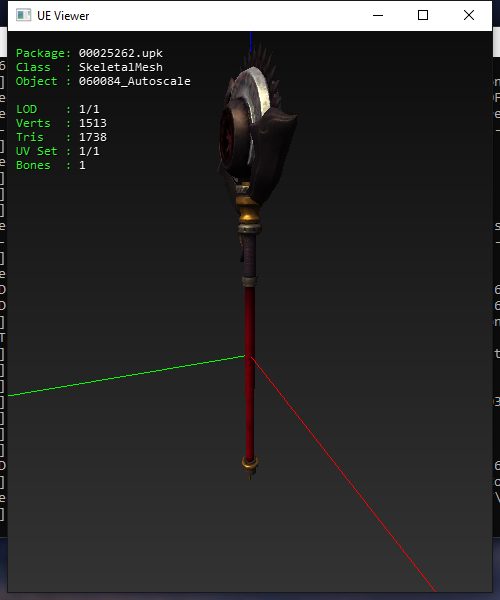 UE Viewer
Package: 00025262.upk
Class : SkeletalMesh
Object : 060084_Autoscale
LOD : 1/1
Verts : 1513
Tris : 1738
UV Set : 1/1
Bones : 1